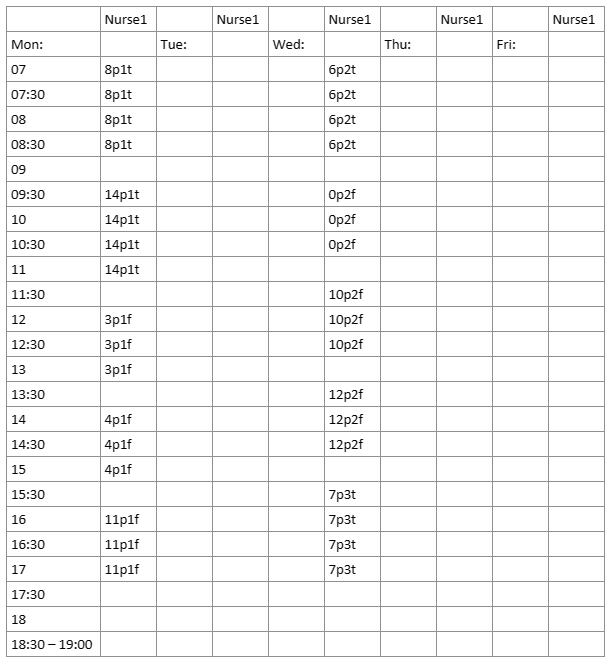 Nurse1 Nurse1 Nurse1 Nurse1 Nurse1
Mon: Tue: Wed: Thu: Fri:
07 8p1t 6p2t
07:30 8p1t 6p2t
08 8p1t 6p2t
08:30 8p1t 6p2t
09
09:30 14p1t 0p2f
10 14p1t 0p2f
10:30 14p1t 0p2f
11 14p1t
11:30 10p2f
12 3p1f 10p2f
12:30 3p1f 10p2f
13 3p1f
13:30 12p2f
14 4p1f 12p2f
14:30 4p1f 12p2f
15 4p1f
15:30 7p3t
16 11p1f 7p3t
16:30 11p1f 7p3t
17 11p1f 7p3t
17:30
18
18:30 – 19:00